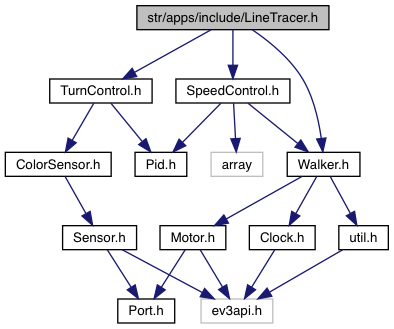 str/apps/include/LineTracer.h
TurnControl.h
SpeedControl.h
ColorSensor.h
Pid.h
array
Walker.h
Sensor.h
Motor.h
Clock.h
util.h
Port.h
ev3api.h